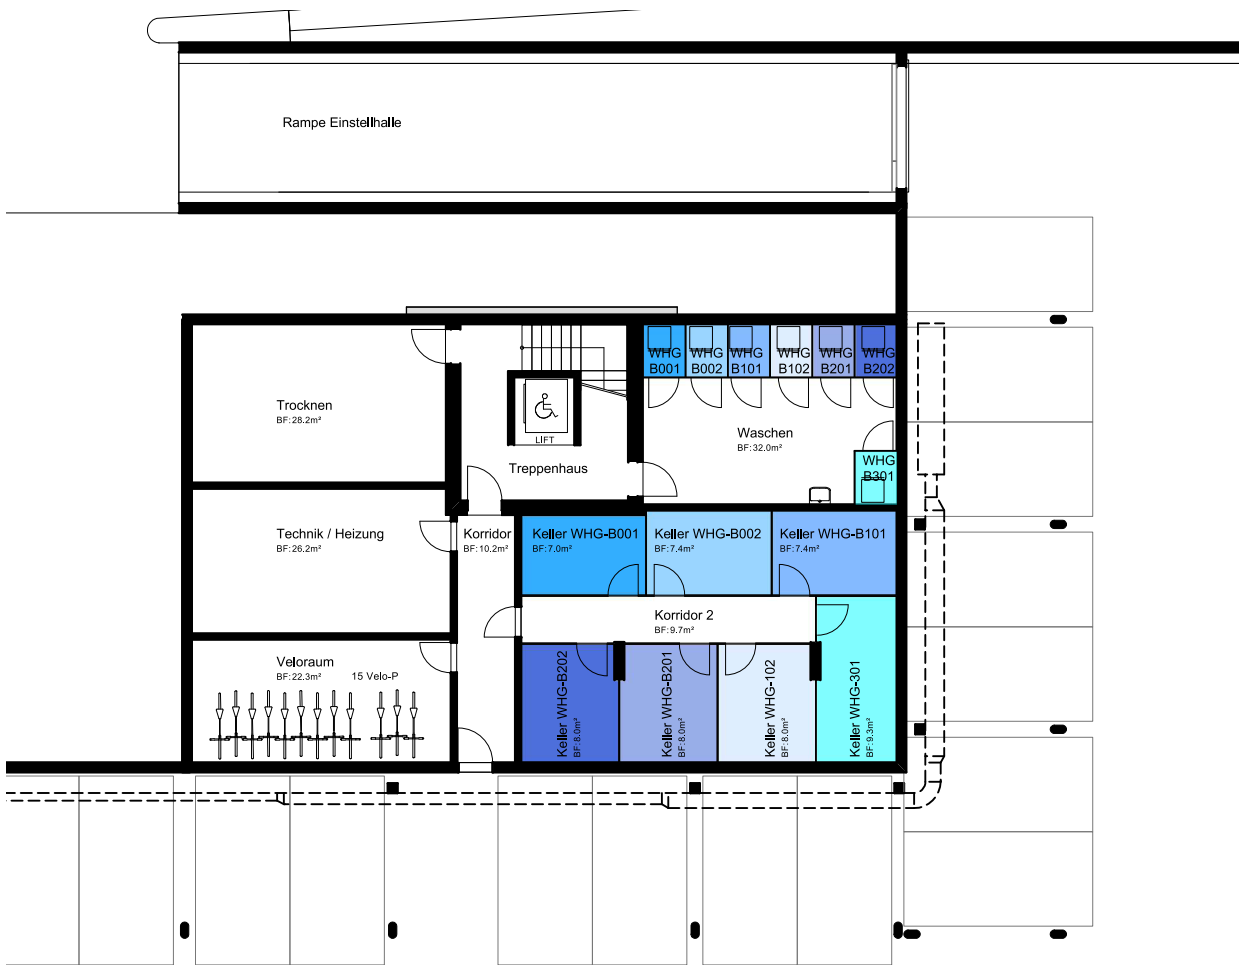 Rampe Einstellhalle
WHG
B001
WHG
B002
WHG
B101
WHG
B102
WHG
B201
WHG
B202
Trocknen
BF:28.2m²
LIFT
Treppenhaus
Waschen
BF:32.0m²
WHG
B301
Technik / Heizung
BF:26.2m²
Korridor
BF:10.2m²
Keller WHG-B001
BF:7.0m²
Keller WHG-B002
BF:7.4m²
Keller WHG-B101
BF:7.4m²
Korridor 2
BF:9.7m²
Veloraum
BF:22.3m²
15 Velo-P
Keller WHG-B202
BF:8.0m²
Keller WHG-B201
BF:8.0m²
Keller WHG-102
BF:8.0m²
Keller WHG-301
BF:9.3m²